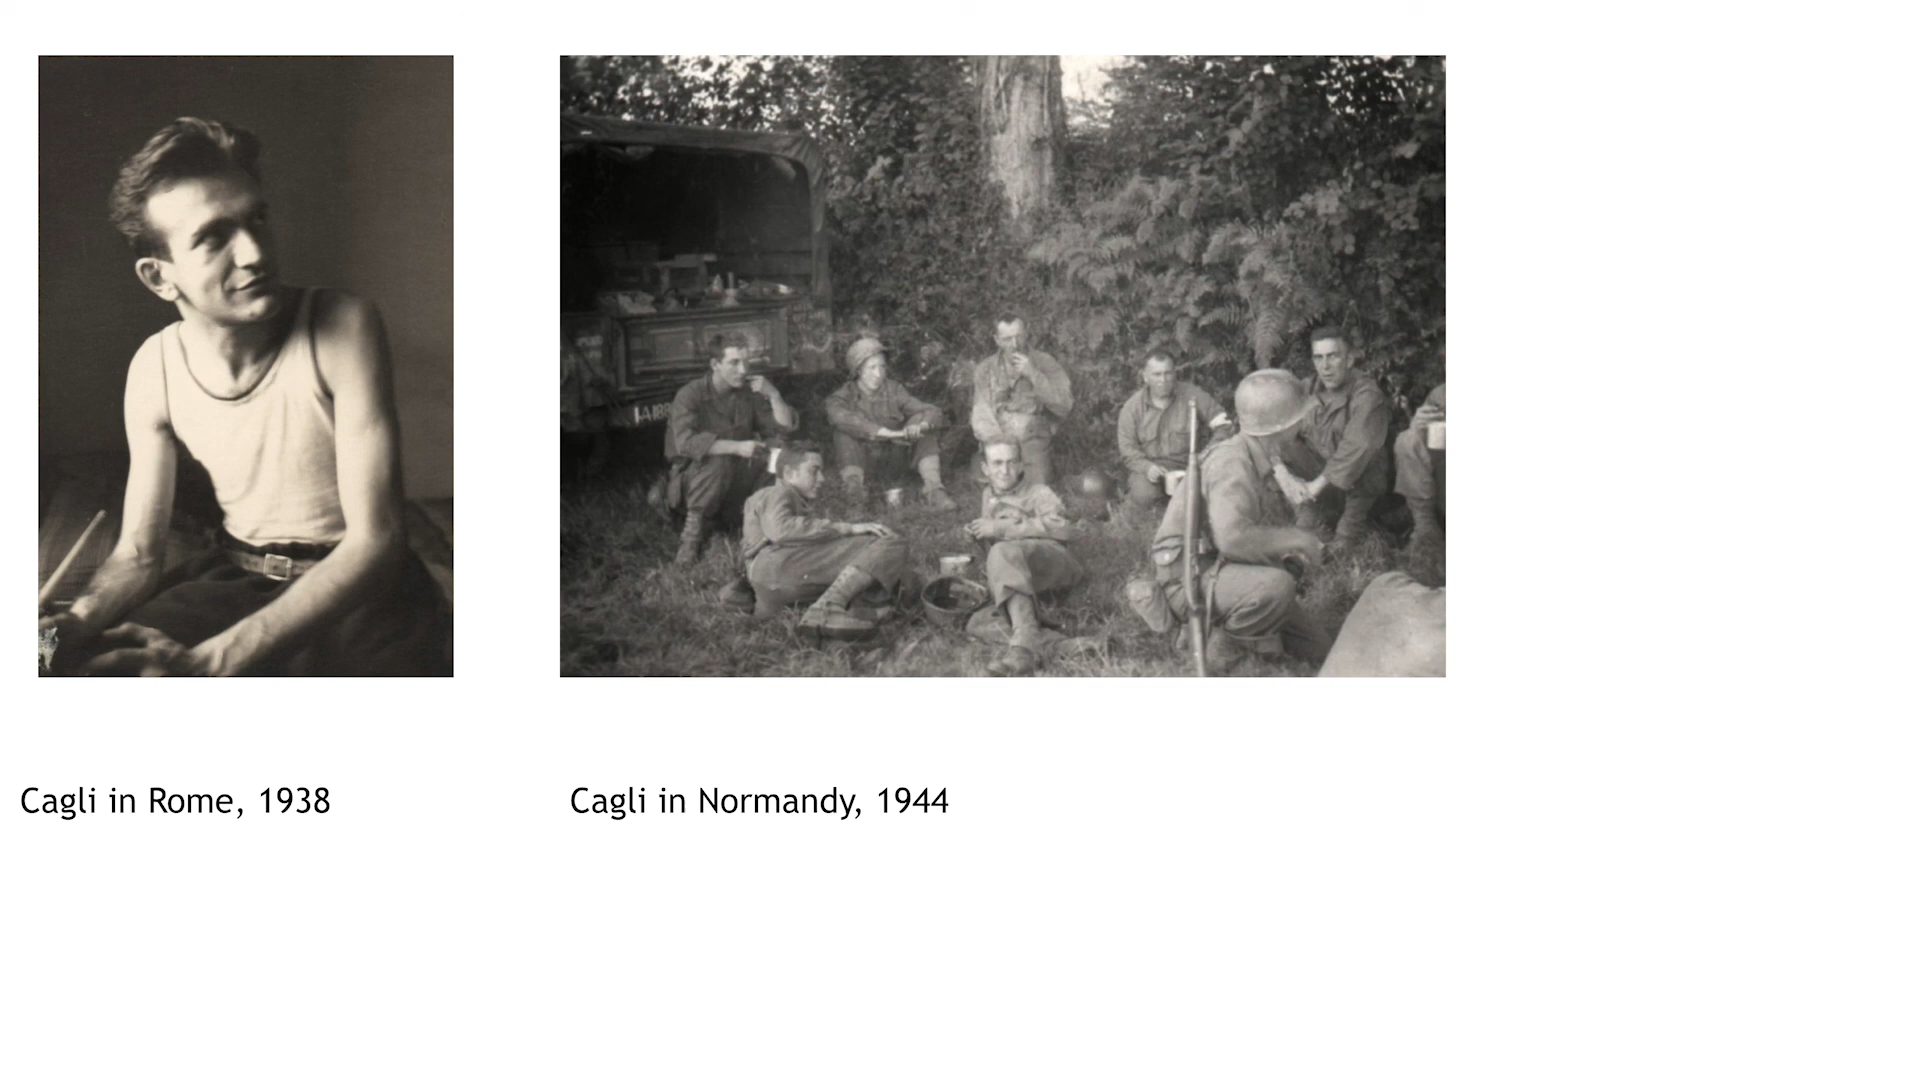 Cagli in Rome, 1938
Cagli in Normandy, 1944